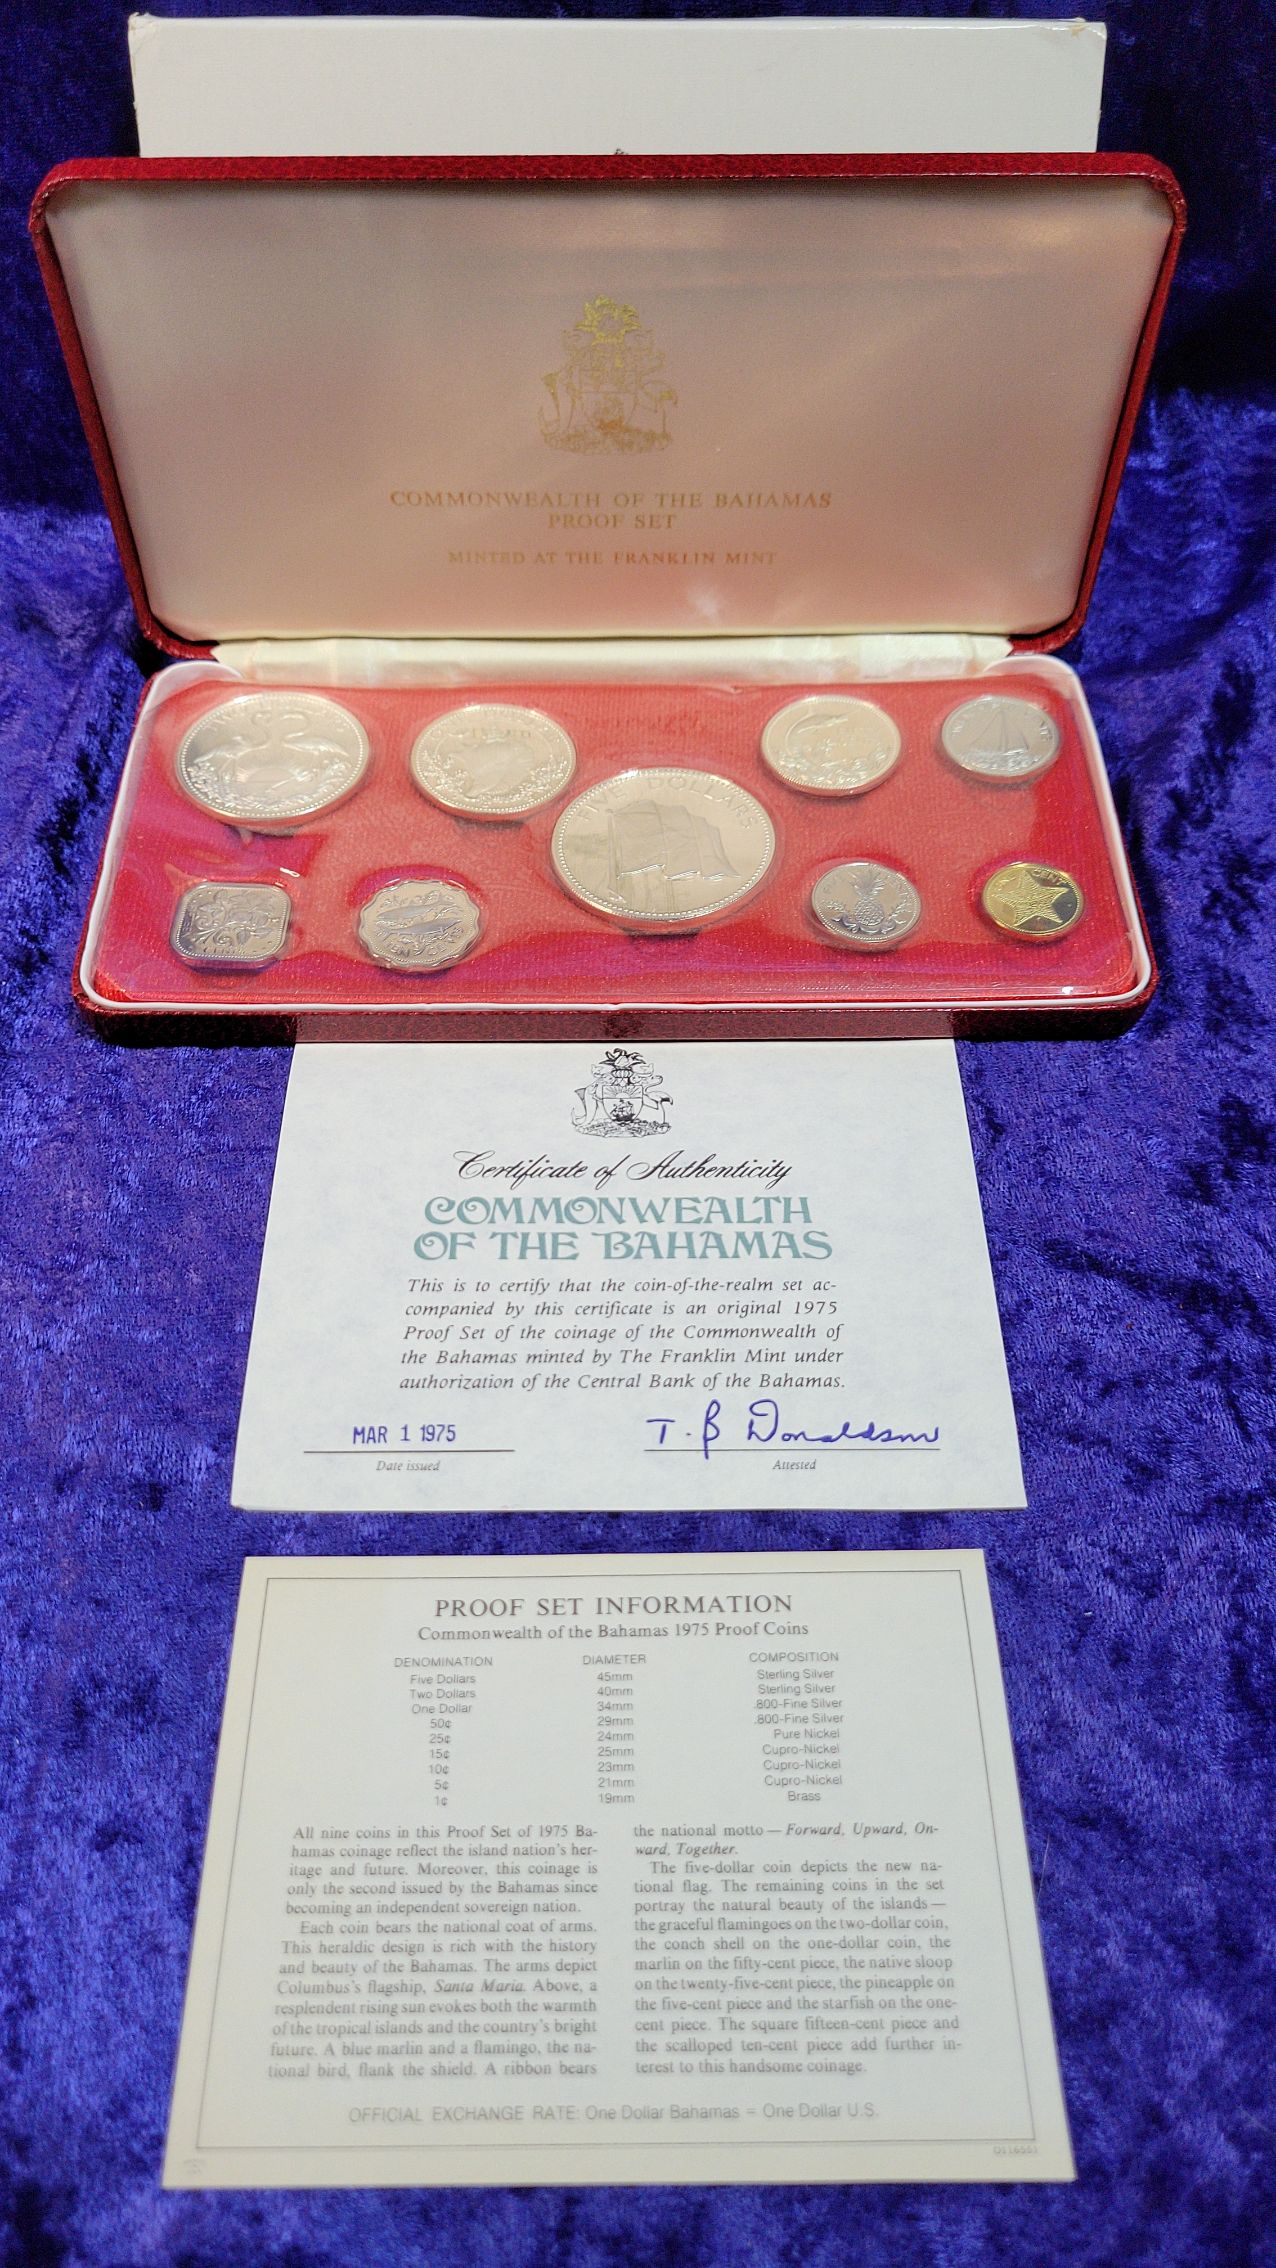 COMMONWEALTH OF THE BAHAMAS
PROOF SET
MINTED AT THE FRANKLIN MINT
FIVE DOLLARS
CENT
Certificate of Authenticity
COMMONWEALTH
OF THE BAHAMAS
This is to certify that the coin-of-the-realm set ac-
companied by this certificate is an original 1975
Proof Set of the coinage of the Commonwealth of
the Bahamas minted by The Franklin Mint under
authorization of the Central Bank of the Bahamas.
MAR 1 1975 T. B Donaldson
Date issued Attested
PROOF SET INFORMATION
Commonwealth of the Bahamas 1975 Proof Coins
DENOMINATION DIAMETER COMPOSITION
Five Dollars 45mm Sterling Silver
Two Dollars 40mm Sterling Silver
One Dollar 34mm .800-Fine Silver
50¢ 29mm .800-Fine Silver
25¢ 24mm Pure Nickel
15¢ 25mm Cupro-Nickel
10¢ 23mm Cupro-Nickel
5¢ 21mm Cupro-Nickel
1¢ 19mm Brass
All nine coins in this Proof Set of 1975 Ba-
hamas coinage reflect the island nation's her-
itage and future. Moreover, this coinage is
only the second issued by the Bahamas since
becoming an independent sovereign nation.
Each coin bears the national coat of arms.
This heraldic design is rich with the history
and beauty of the Bahamas. The arms depict
Columbus's flagship, Santa Maria. Above, a
resplendent rising sun evokes both the warmth
of the tropical islands and the country's bright
future. A blue marlin and a flamingo, the na-
tional bird, flank the shield. A ribbon bears
the national motto — Forward, Upward, On-
ward, Together.
The five-dollar coin depicts the new na-
tional flag. The remaining coins in the set
portray the natural beauty of the islands —
the graceful flamingoes on the two-dollar coin,
the conch shell on the one-dollar coin, the
marlin on the fifty-cent piece, the native sloop
on the twenty-five-cent piece, the pineapple on
the five-cent piece and the starfish on the one-
cent piece. The square fifteen-cent piece and
the scalloped ten-cent piece add further in-
terest to this handsome coinage.
OFFICIAL EXCHANGE RATE: One Dollar Bahamas = One Dollar U.S.